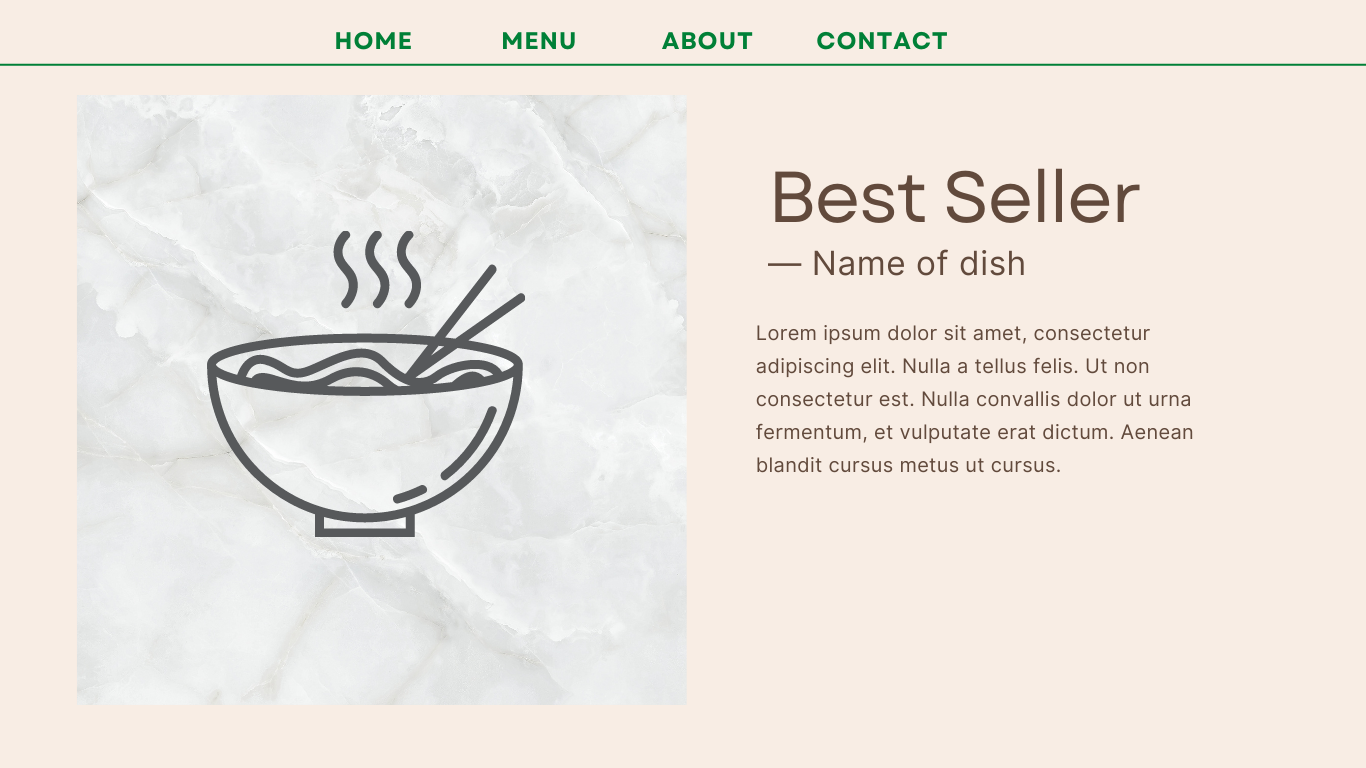 HOME MENU ABOUT CONTACT
Best Seller
— Name of dish
Lorem ipsum dolor sit amet, consectetur
adipiscing elit. Nulla a tellus felis. Ut non
consectetur est. Nulla convallis dolor ut urna
fermentum, et vulputate erat dictum. Aenean
blandit cursus metus ut cursus.